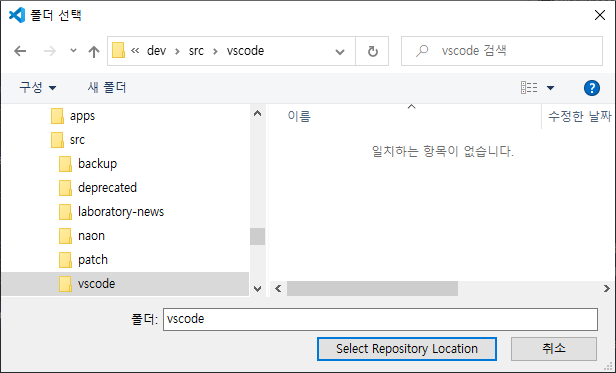 폴더 선택
« dev > src > vscode
vscode 검색
구성
새 폴더
?
apps
src
backup
deprecated
laboratory-news
naon
patch
vscode
이름
수정한 날짜
일치하는 항목이 없습니다.
폴더:
vscode
Select Repository Location
취소